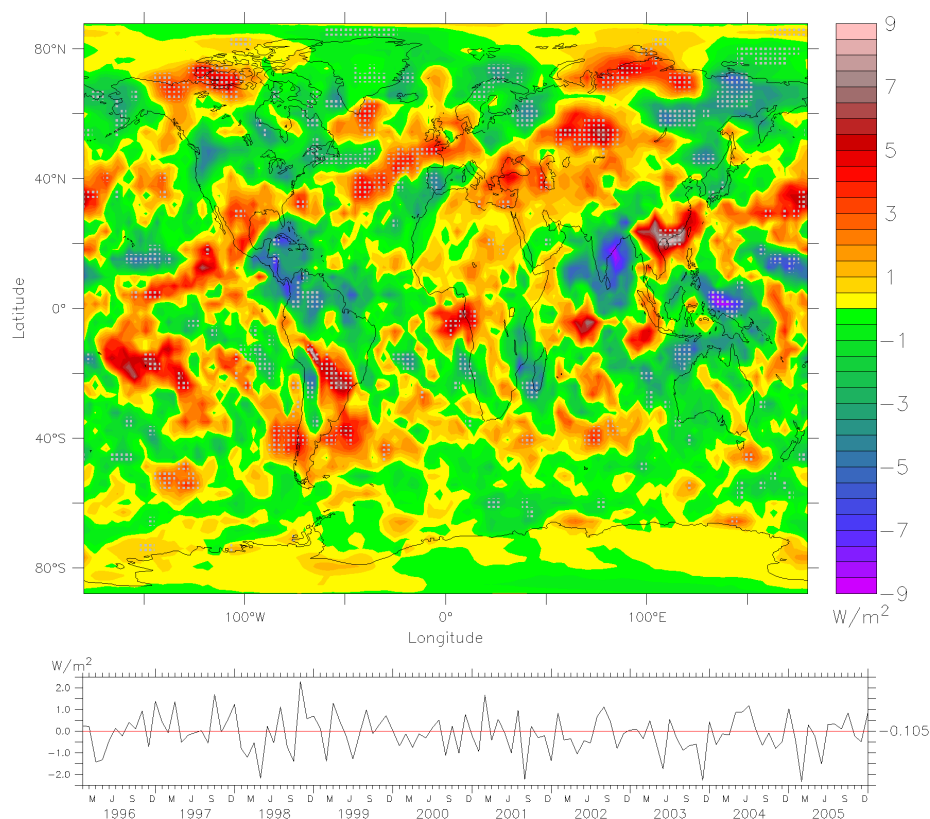 80°N
40°N
0°
40°S
80°S
Latitude
100°W 0° 100°E
Longitude
9
7
5
3
1
−1
−3
−5
−7
−9
W/m²
W/m²
2.0
1.0
0.0
−1.0
−2.0
−0.105
M J S D M J S D M J S D M J S D M J S D M J S D M J S D M J S D M J S D M J S D
1996 1997 1998 1999 2000 2001 2002 2003 2004 2005